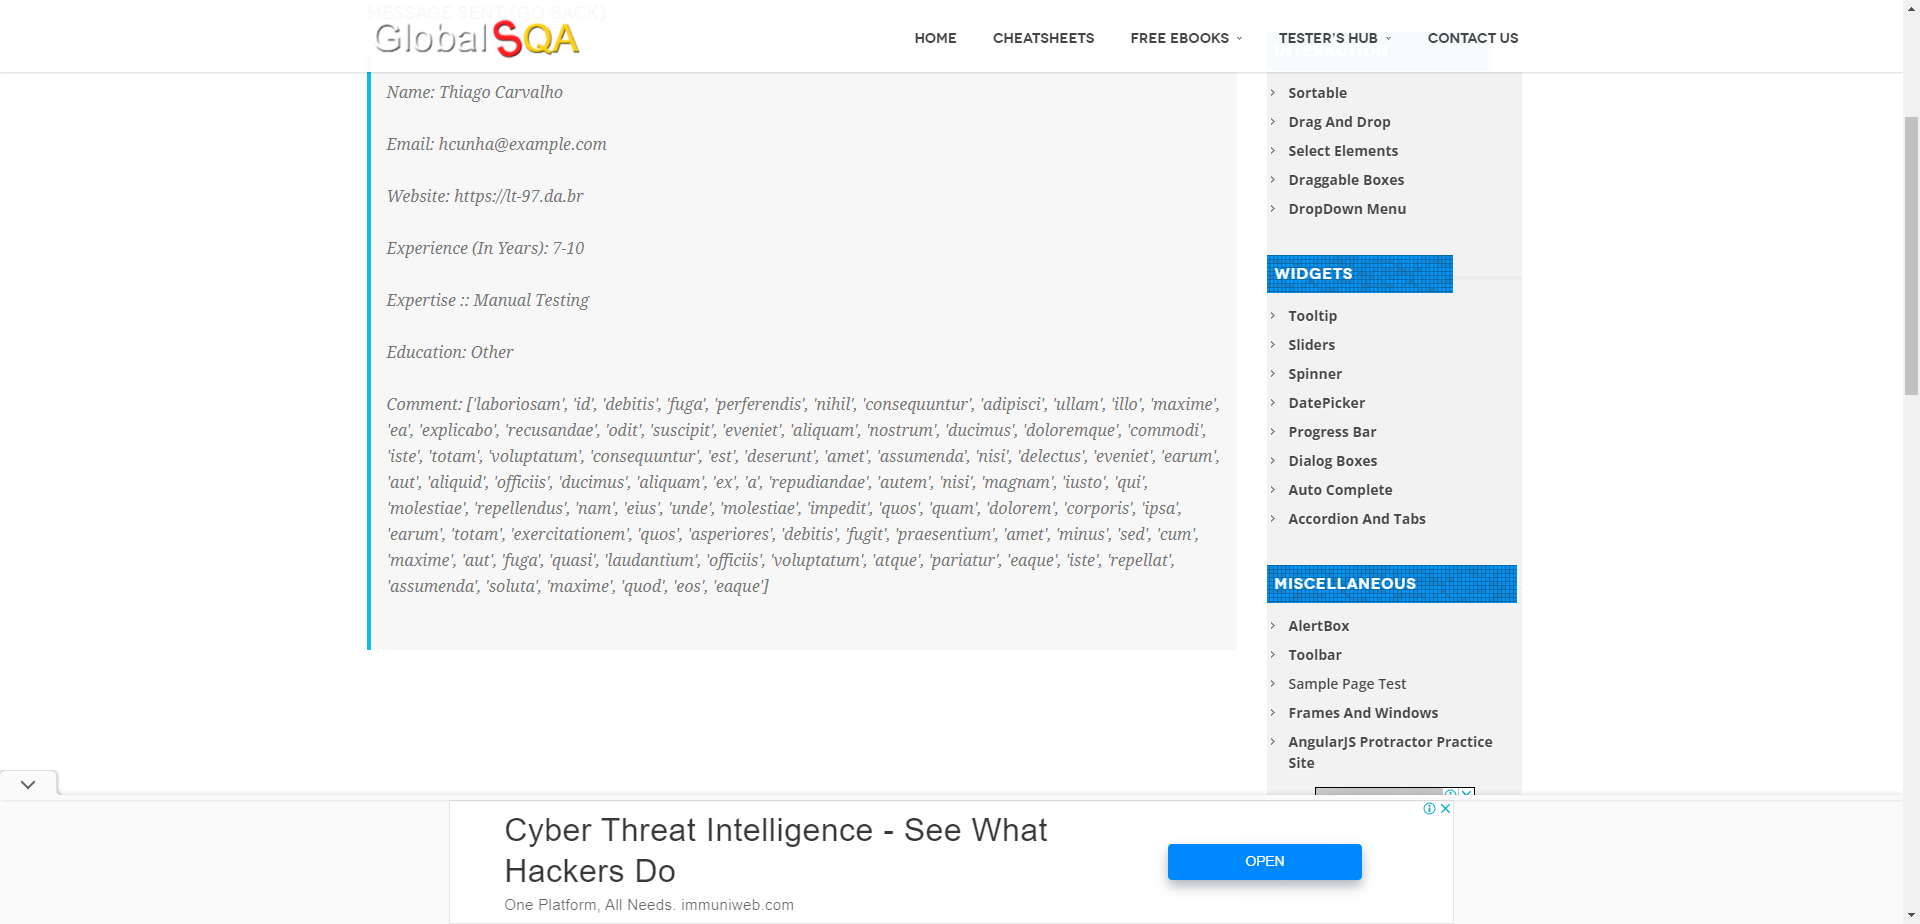 MESSAGE SENT (GO BACK)
GlobalSQA
HOME
CHEATSHEETS
FREE EBOOKS
TESTER'S HUB
CONTACT US
Name: Thiago Carvalho
Email: hcunha@example.com
Website: https://lt-97.da.br
Experience (In Years): 7-10
Expertise :: Manual Testing
Education: Other
Comment: ['laboriosam', 'id', 'debitis', 'fuga', 'perferendis', 'nihil', 'consequuntur', 'adipisci', 'ullam', 'illo', 'maxime',
'ea', 'explicabo', 'recusandae', 'odit', 'suscipit', 'eveniet', 'aliquam', 'nostrum', 'ducimus', 'doloremque', 'commodi',
'iste', 'totam', 'voluptatum', 'consequuntur', 'est', 'deserunt', 'amet', 'assumenda', 'nisi', 'delectus', 'eveniet', 'earum',
'aut', 'aliquid', 'officiis', 'ducimus', 'aliquam', 'ex', 'a', 'repudiandae', 'autem', 'nisi', 'magnam', 'iusto', 'qui',
'molestiae', 'repellendus', 'nam', 'eius', 'unde', 'molestiae', 'impedit', 'quos', 'quam', 'dolorem', 'corporis', 'ipsa',
'earum', 'totam', 'exercitationem', 'quos', 'asperiores', 'debitis', 'fugit', 'praesentium', 'amet', 'minus', 'sed', 'cum',
'maxime', 'aut', 'fuga', 'quasi', 'laudantium', 'officiis', 'voluptatum', 'atque', 'pariatur', 'eaque', 'iste', 'repellat',
'assumenda', 'soluta', 'maxime', 'quod', 'eos', 'eaque']
Sortable
Drag And Drop
Select Elements
Draggable Boxes
DropDown Menu
WIDGETS
Tooltip
Sliders
Spinner
DatePicker
Progress Bar
Dialog Boxes
Auto Complete
Accordion And Tabs
MISCELLANEOUS
AlertBox
Toolbar
Sample Page Test
Frames And Windows
AngularJS Protractor Practice
Site
Cyber Threat Intelligence - See What
Hackers Do
One Platform, All Needs. immuniweb.com
OPEN